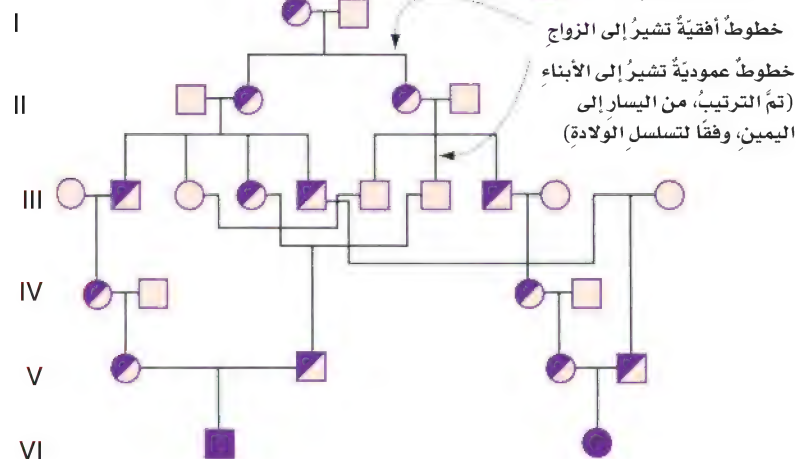 I
خطوطٌ أفقيّةٌ تشيرُ إلى الزواجِ
خطوطٌ عموديّةٌ تشيرُ إلى الأبناءِ
(تمَّ الترتيبُ، من اليسارِ إلى
اليمينِ، وفقًا لتسلسلِ الولادةِ)
II
III
IV
V
VI